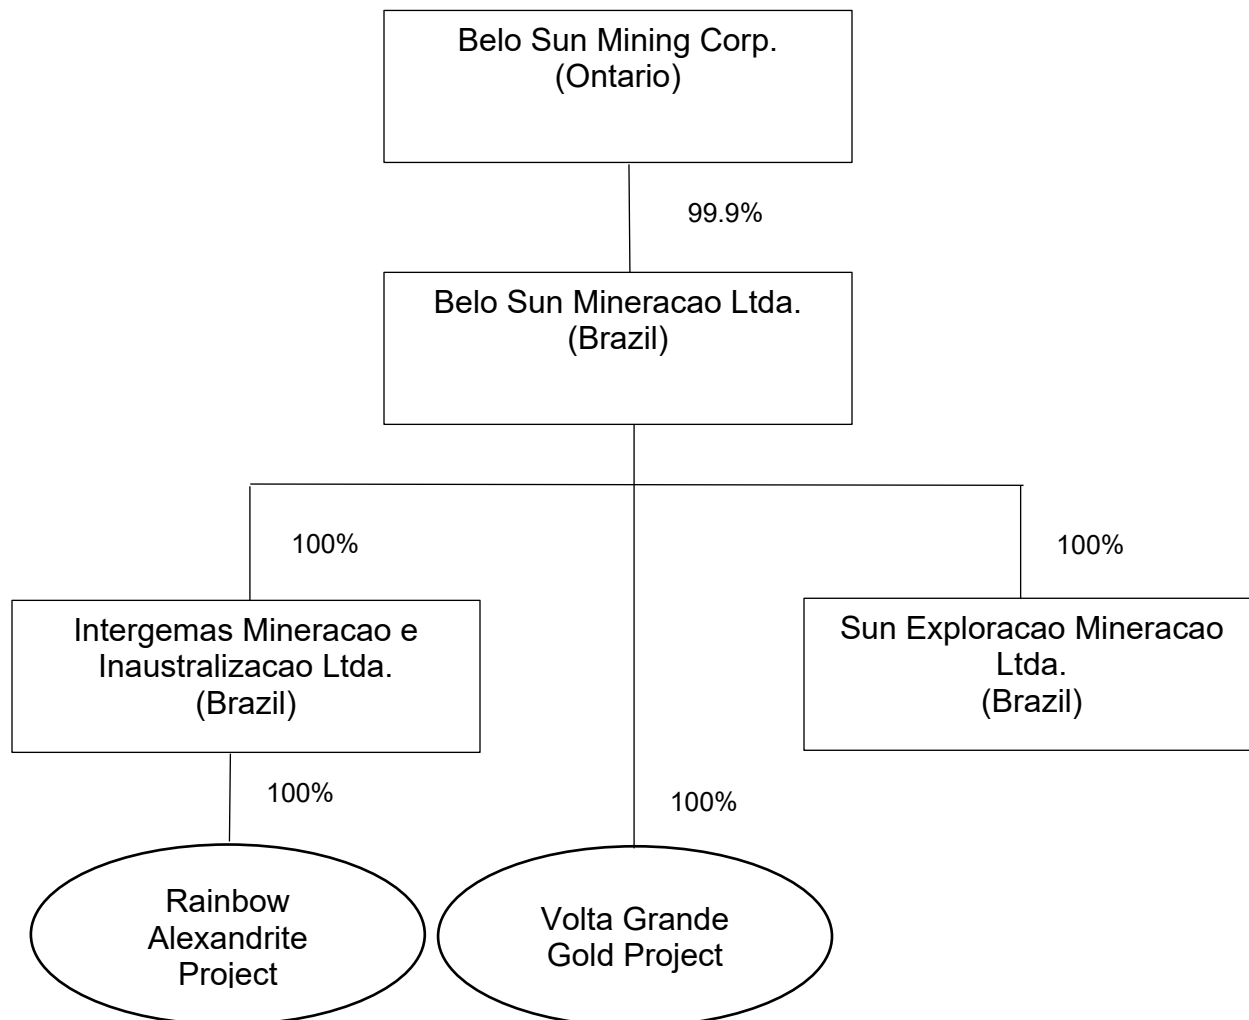 Belo Sun Mining Corp.
(Ontario)
99.9%
Belo Sun Mineracao Ltda.
(Brazil)
100%
100%
Intergemas Mineracao e
Inaustralizacao Ltda.
(Brazil)
Sun Exploracao Mineracao
Ltda.
(Brazil)
100%
100%
Rainbow
Alexandrite
Project
Volta Grande
Gold Project